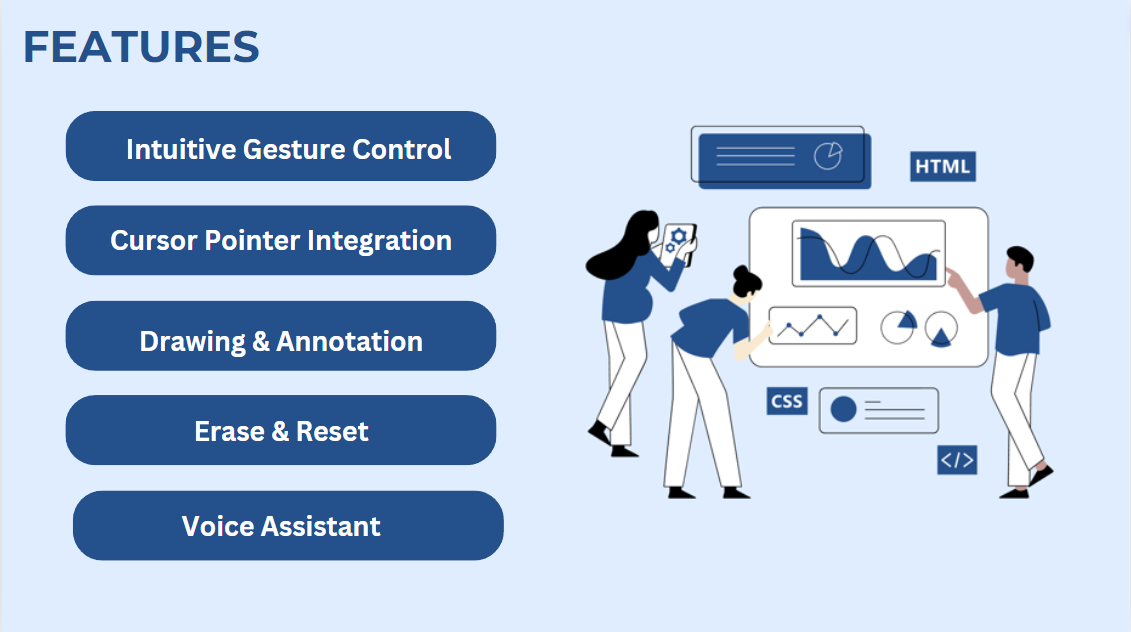 FEATURES
Intuitive Gesture Control
Cursor Pointer Integration
Drawing & Annotation
Erase & Reset
Voice Assistant
HTML
CSS
</>